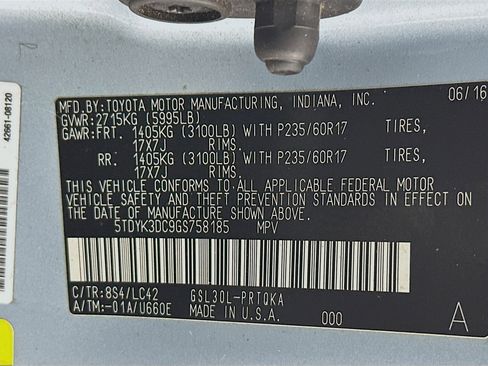 MFD.BY:TOYOTA MOTOR MANUFACTURING, INDIANA, INC. 06/16
GVWR:2715KG (5995LB)
GAWR:FRT. 1405KG (3100LB) WITH P235/60R17 TIRES,
17X7J RIMS.
RR. 1405KG (3100LB) WITH P235/60R17 TIRES,
17X7J RIMS.
THIS VEHICLE CONFORMS TO ALL APPLICABLE FEDERAL MOTOR
VEHICLE SAFETY AND THEFT PREVENTION STANDARDS IN EFFECT ON
THE DATE OF MANUFACTURE SHOWN ABOVE.
5TDYK3DC9GS758185 MPV
C/TR:8S4/LC42 GSL30L-PRTQKA
A/TM:-01A/U660E MADE IN U.S.A. 000 A
42661-08120